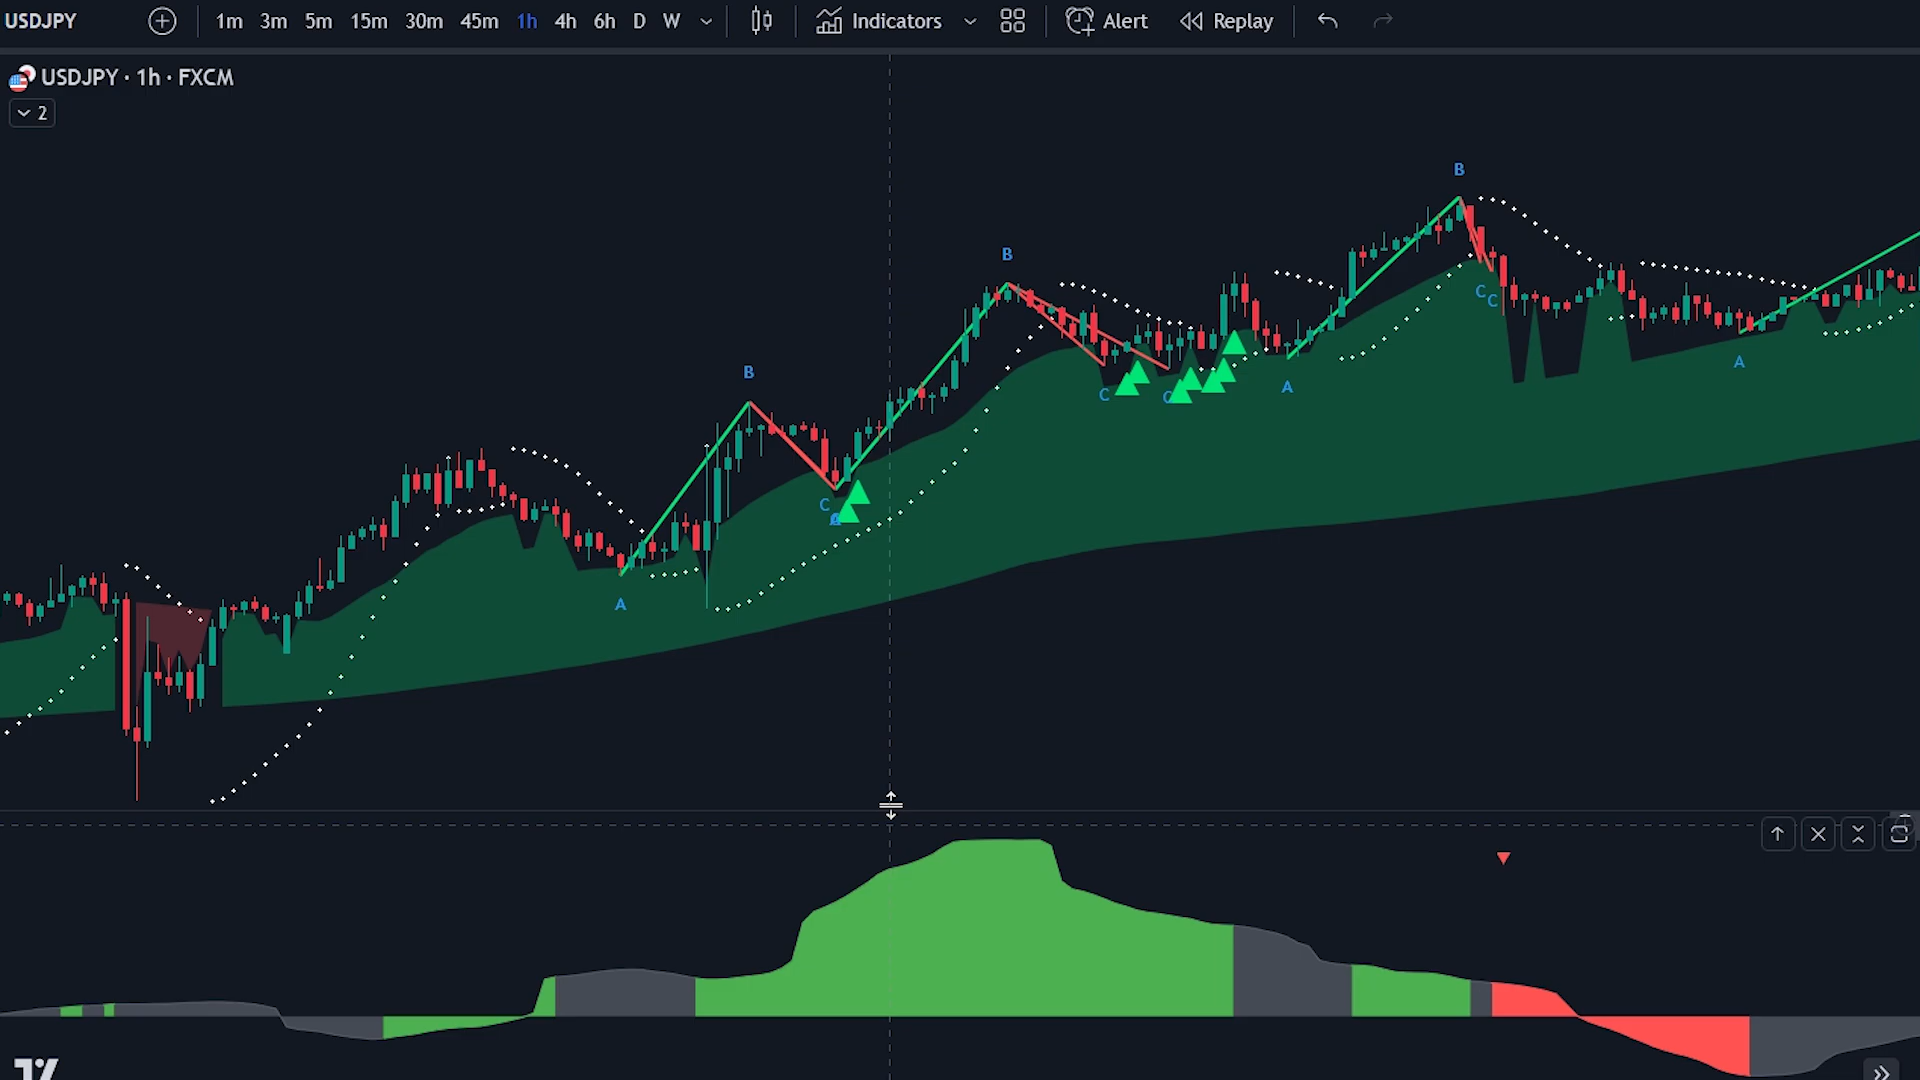 USDJPY 1m 3m 5m 15m 30m 45m 1h 4h 6h D W Indicators Alert Replay
USDJPY · 1h · FXCM
2
B
B
B
C C
A
C
C
A
B
C
A